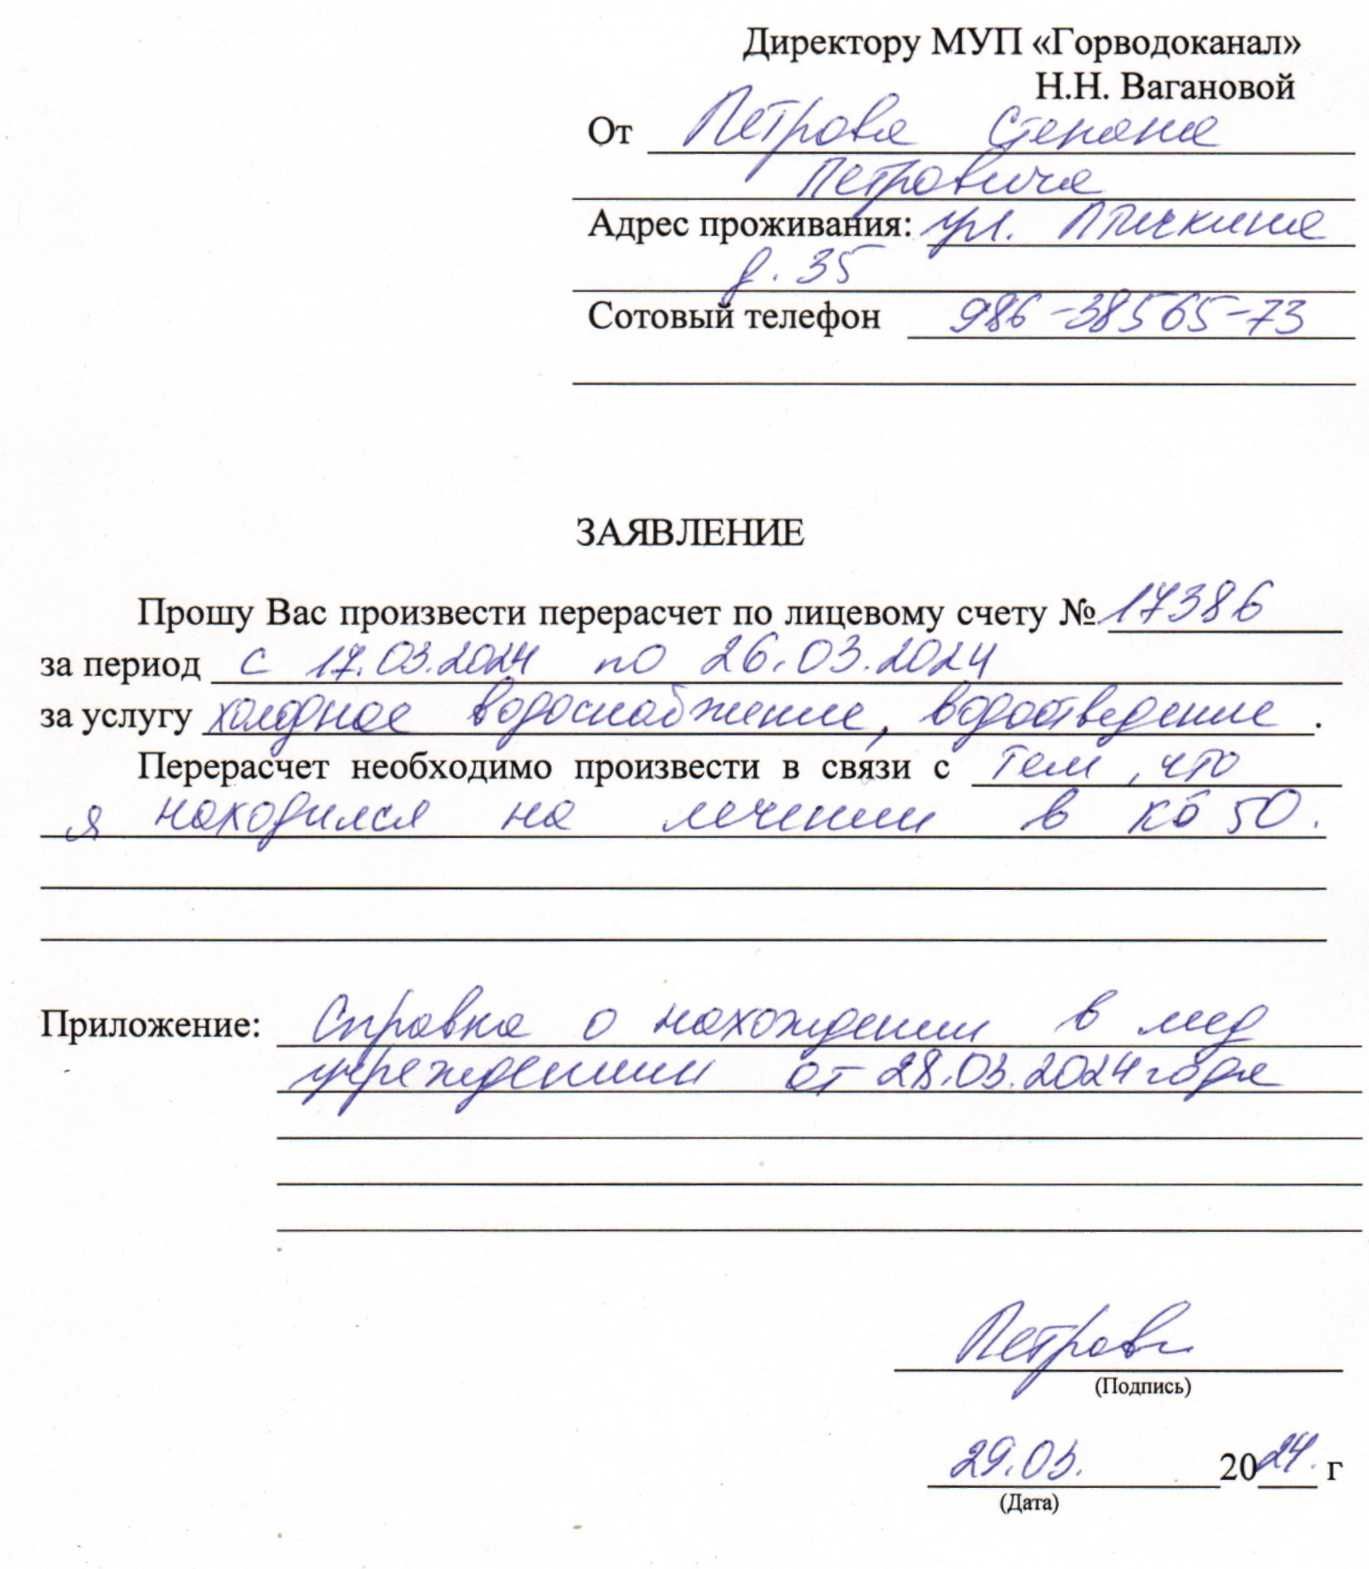 Директору МУП «Горводоканал»
Н.Н. Вагановой
От Петрова Степана
Петровича
Адрес проживания: ул. Птичкина
д. 35
Сотовый телефон 986-38565-73
ЗАЯВЛЕНИЕ
Прошу Вас произвести перерасчет по лицевому счету № 17386
за период с 17.03.2024 по 26.03.2024
за услугу холодное водоснабжение, водоотведение.
Перерасчет необходимо произвести в связи с тем, что
я находился на лечении в кб 50.
Приложение: Справка о нахождении в мед
учреждении от 28.03.2024 года
Петров
(Подпись)
29.03. 2024. г
(Дата)